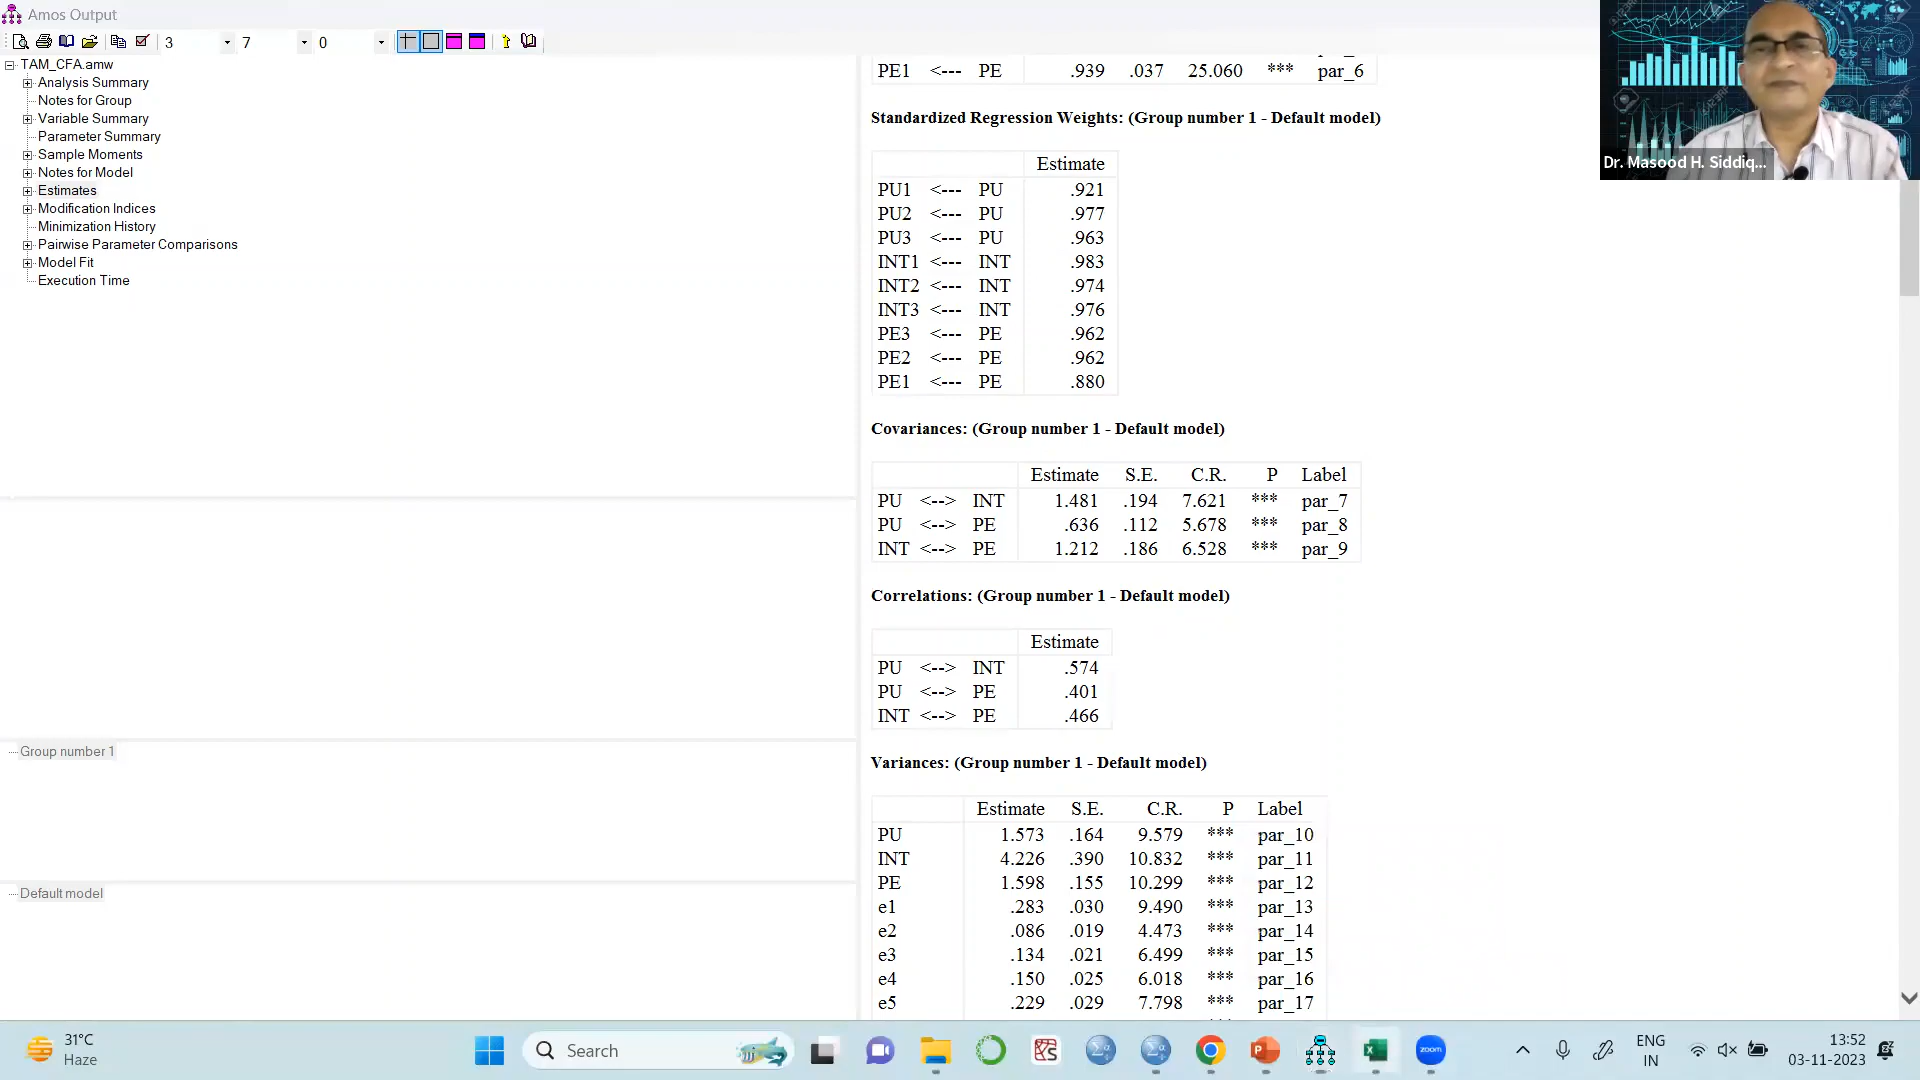 Amos Output
3 7 0
TAM_CFA.amw
Analysis Summary
Notes for Group
Variable Summary
Parameter Summary
Sample Moments
Notes for Model
Estimates
Modification Indices
Minimization History
Pairwise Parameter Comparisons
Model Fit
Execution Time
Group number 1
Default model
PE1 <--- PE .939 .037 25.060 *** par_6
Standardized Regression Weights: (Group number 1 - Default model)
Estimate
PU1 <--- PU .921
PU2 <--- PU .977
PU3 <--- PU .963
INT1 <--- INT .983
INT2 <--- INT .974
INT3 <--- INT .976
PE3 <--- PE .962
PE2 <--- PE .962
PE1 <--- PE .880
Covariances: (Group number 1 - Default model)
Estimate S.E. C.R. P Label
PU <--> INT 1.481 .194 7.621 *** par_7
PU <--> PE .636 .112 5.678 *** par_8
INT <--> PE 1.212 .186 6.528 *** par_9
Correlations: (Group number 1 - Default model)
Estimate
PU <--> INT .574
PU <--> PE .401
INT <--> PE .466
Variances: (Group number 1 - Default model)
Estimate S.E. C.R. P Label
PU 1.573 .164 9.579 *** par_10
INT 4.226 .390 10.832 *** par_11
PE 1.598 .155 10.299 *** par_12
e1 .283 .030 9.490 *** par_13
e2 .086 .019 4.473 *** par_14
e3 .134 .021 6.499 *** par_15
e4 .150 .025 6.018 *** par_16
e5 .229 .029 7.798 *** par_17
Dr. Masood H. Siddiq...
31°C
Haze
Search
zoom
ENG
IN
13:52
03-11-2023